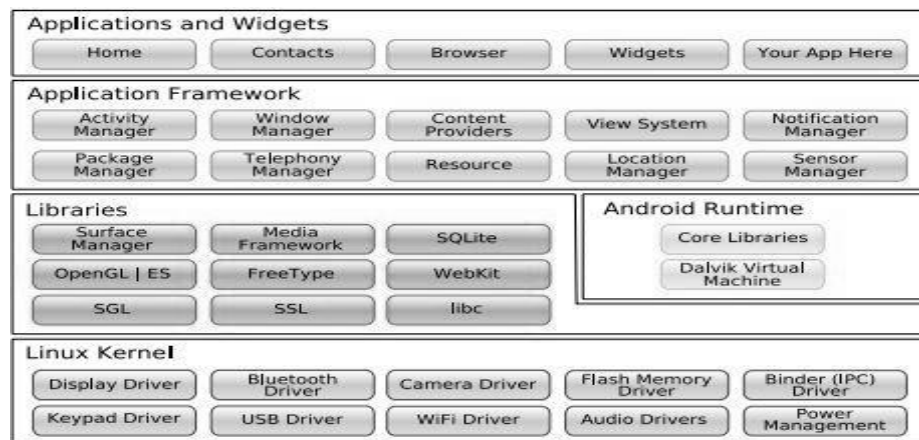 Applications and Widgets
Home
Contacts
Browser
Widgets
Your App Here
Application Framework
Activity
Manager
Window
Manager
Content
Providers
View System
Notification
Manager
Package
Manager
Telephony
Manager
Resource
Location
Manager
Sensor
Manager
Libraries
Surface
Manager
Media
Framework
SQLite
OpenGL | ES
FreeType
WebKit
SGL
SSL
libc
Android Runtime
Core Libraries
Dalvik Virtual
Machine
Linux Kernel
Display Driver
Bluetooth
Driver
Camera Driver
Flash Memory
Driver
Binder (IPC)
Driver
Keypad Driver
USB Driver
WiFi Driver
Audio Drivers
Power
Management